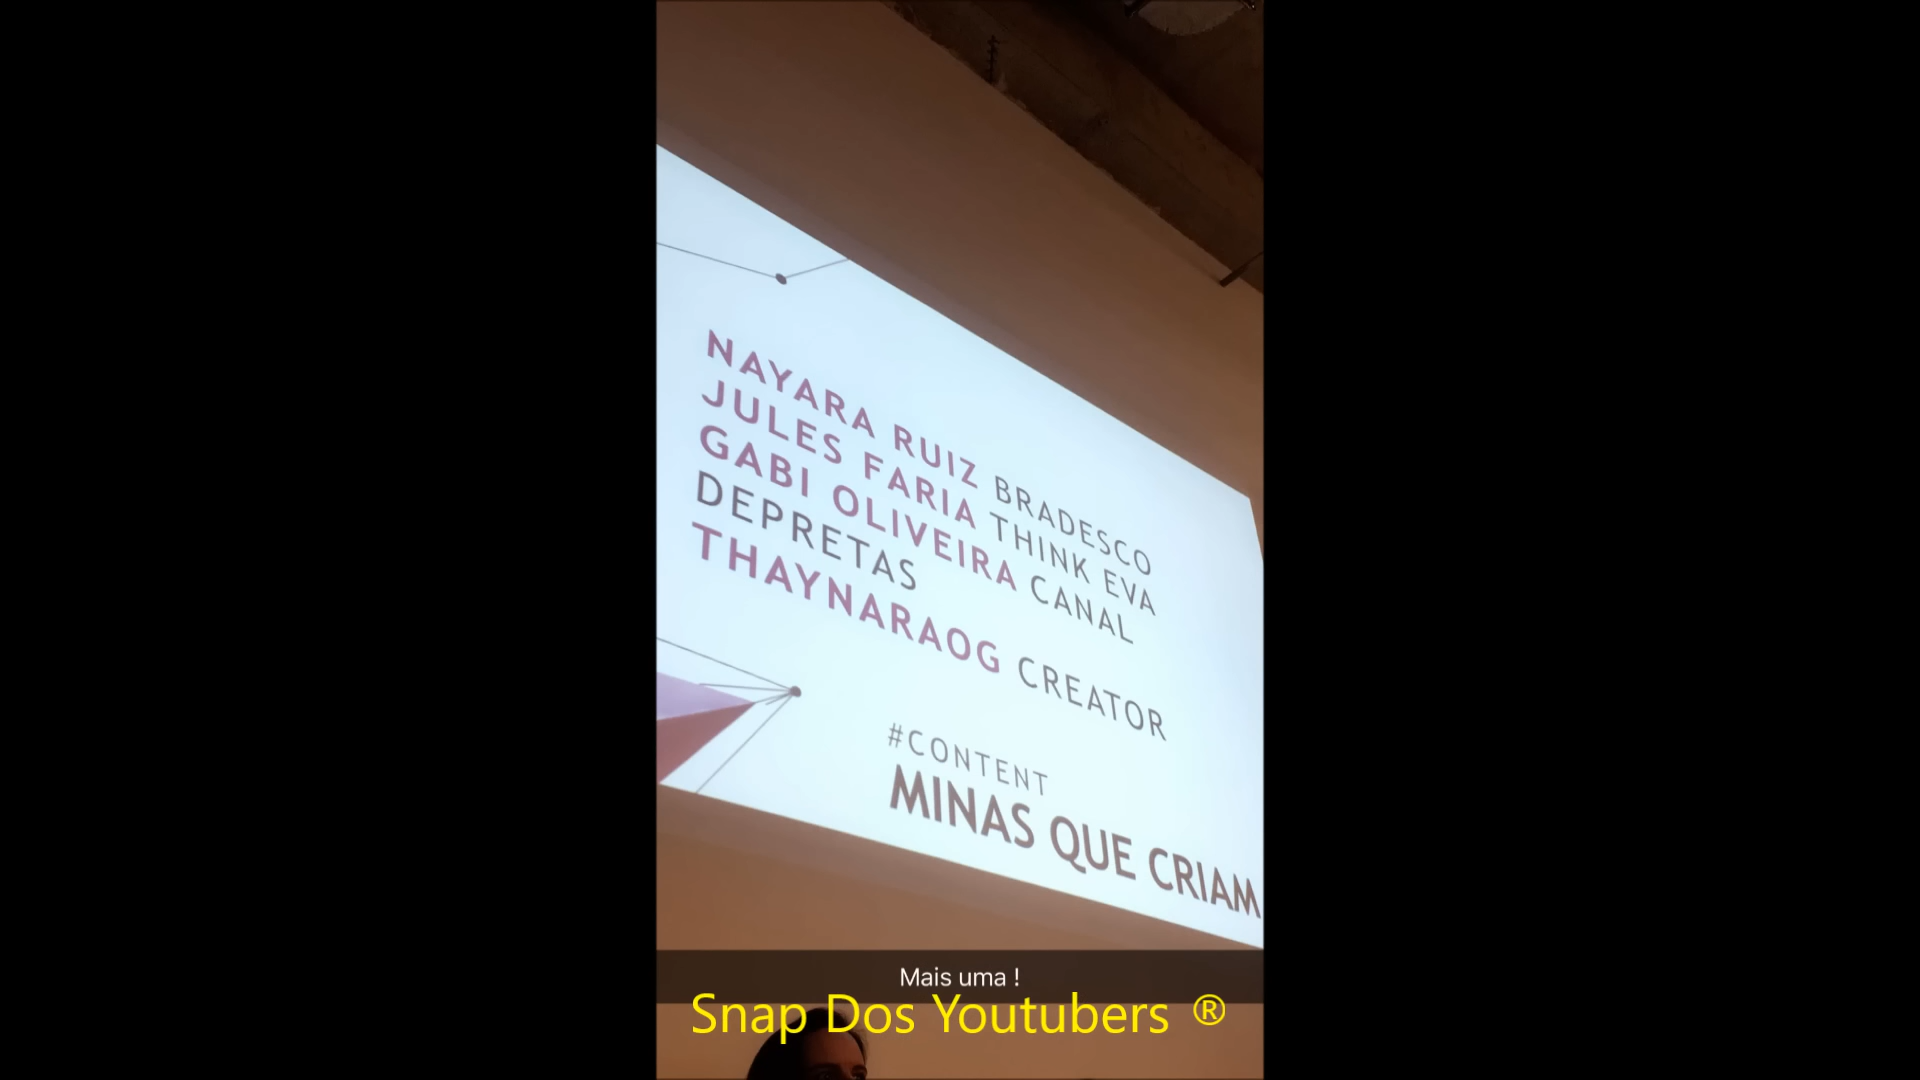 NAYARA RUIZ BRADESCO
JULES FARIA THINK EVA
GABI OLIVEIRA CANAL
DEPRETAS
THAYNARAOG CREATOR
#CONTENT
MINAS QUE CRIAM
Mais uma !
Snap Dos Youtubers ®